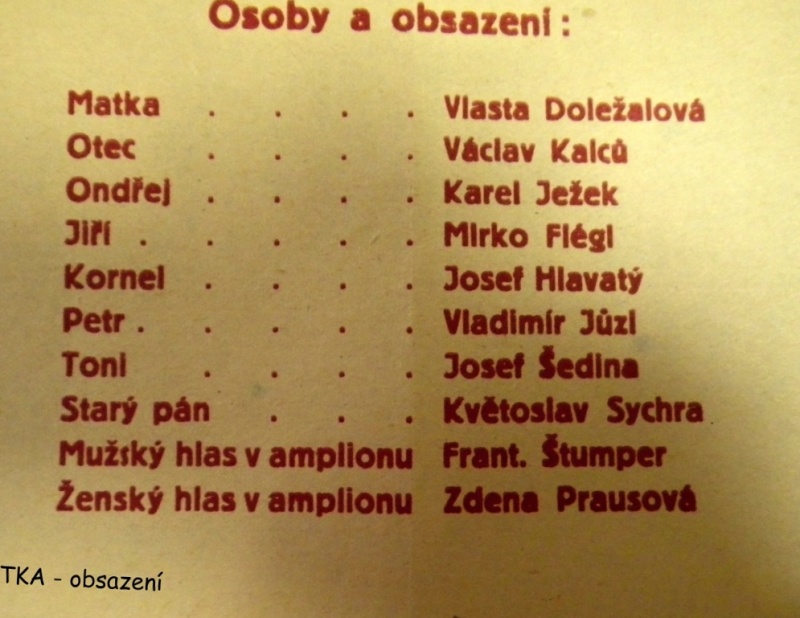 Osoby a obsazení:
Matka . . . . Vlasta Doležalová
Otec . . . . Václav Kalců
Ondřej . . . . Karel Ježek
Jiří . . . . . Mirko Flégl
Kornel . . . . Josef Hlavatý
Petr . . . . . Vladimír Jůzl
Toni . . . . Josef Šedina
Starý pán . . . Květoslav Sychra
Mužský hlas v amplionu Frant. Štumper
Ženský hlas v amplionu Zdena Prausová
TKA - obsazení